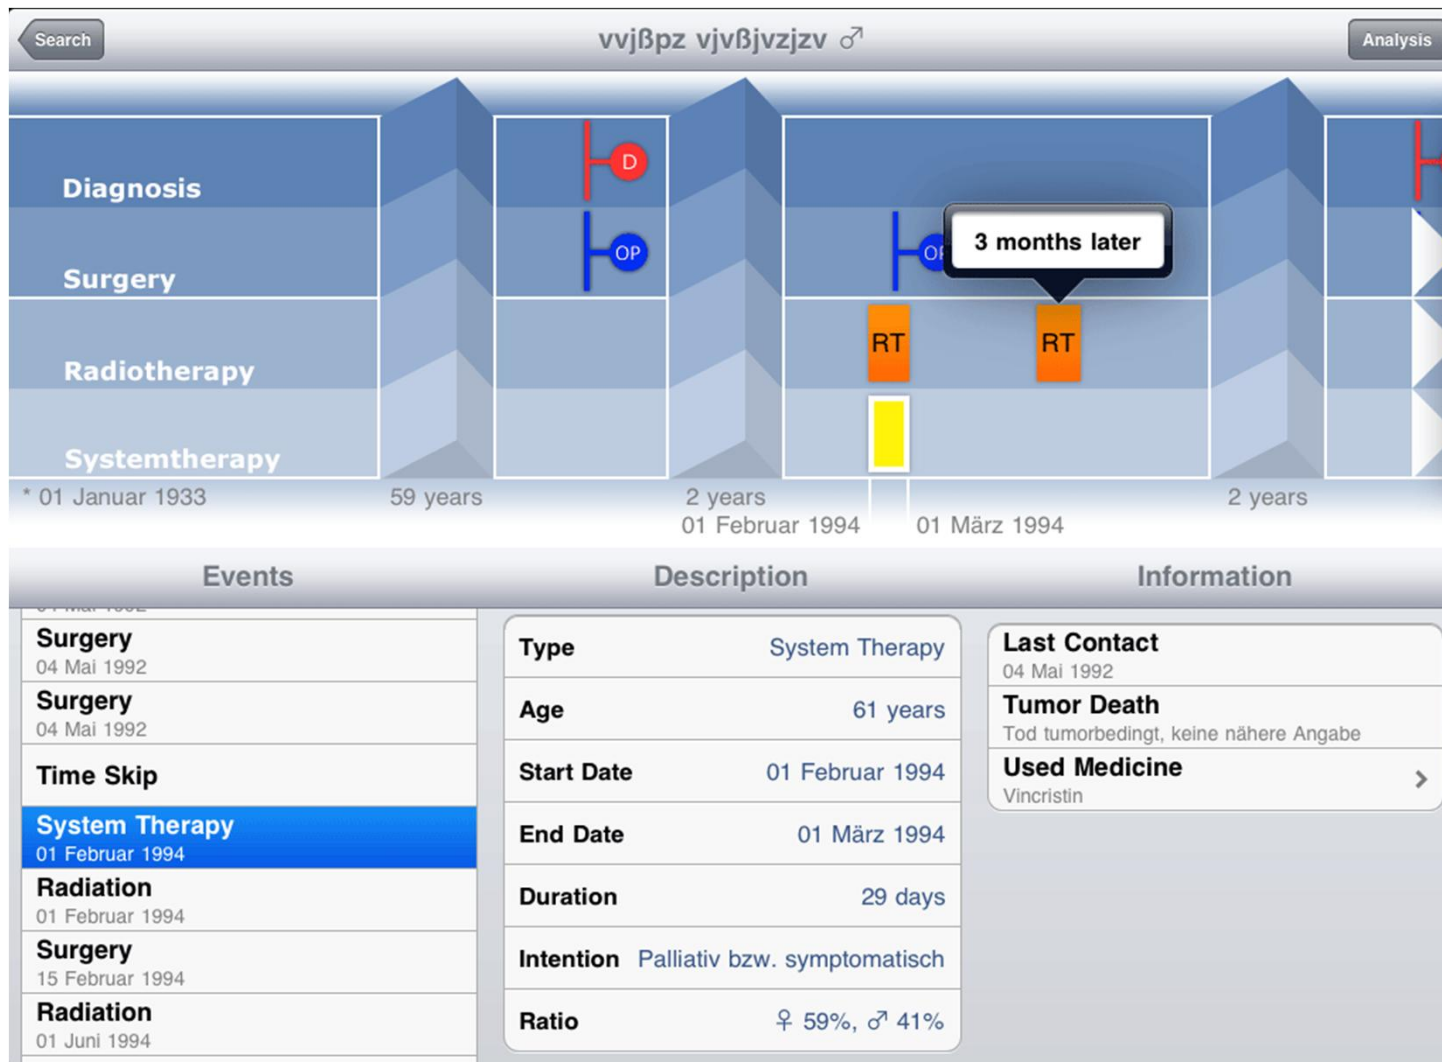 Search
vvjßpz vjvßjvzjzv ♂
Analysis
Diagnosis
D
Surgery
OP
3 months later
Radiotherapy
RT
RT
Systemtherapy
* 01 Januar 1933
59 years
2 years
2 years
01 Februar 1994
01 März 1994
Events
Description
Information
Surgery
04 Mai 1992
Surgery
04 Mai 1992
Time Skip
System Therapy
01 Februar 1994
Radiation
01 Februar 1994
Surgery
15 Februar 1994
Radiation
01 Juni 1994
Type System Therapy
Age 61 years
Start Date 01 Februar 1994
End Date 01 März 1994
Duration 29 days
Intention Palliativ bzw. symptomatisch
Ratio ♀ 59%, ♂ 41%
Last Contact
04 Mai 1992
Tumor Death
Tod tumorbedingt, keine nähere Angabe
Used Medicine
Vincristin